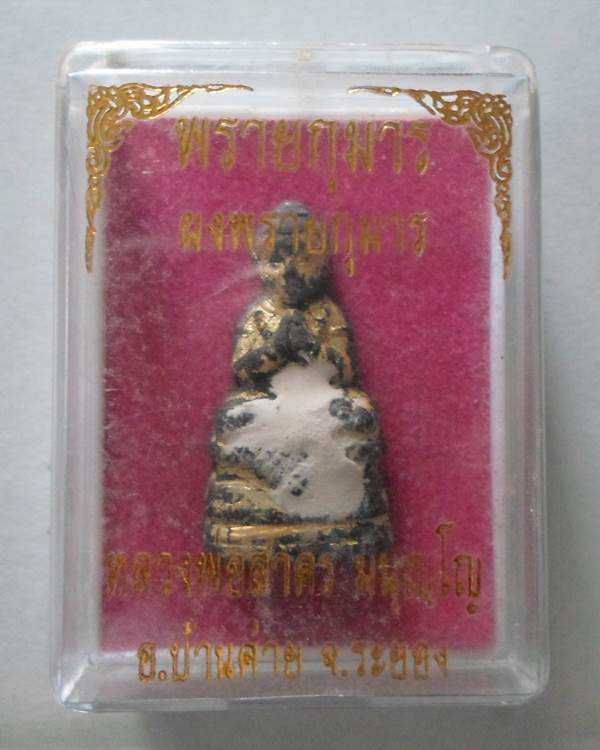 พรายกุมาร
ผงพรายกุมาร
หลวงพ่อสาคร มนุญฺโญ
อ.บ้านค่าย จ.ระยอง